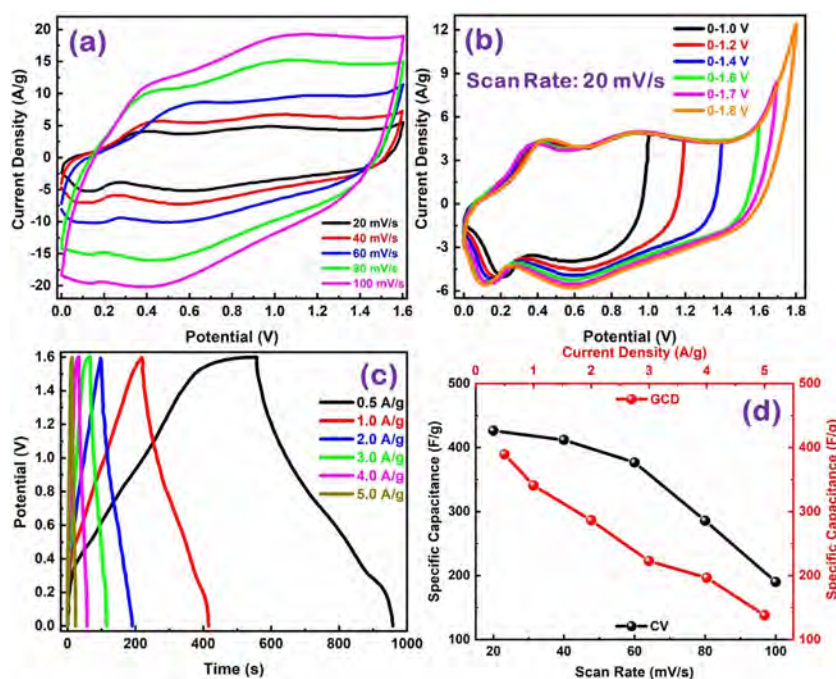 (a)
Current Density (A/g)
20
15
10
5
0
-5
-10
-15
-20
20 mV/s
40 mV/s
60 mV/s
80 mV/s
100 mV/s
0.0 0.2 0.4 0.6 0.8 1.0 1.2 1.4 1.6
Potential (V)
(b)
Scan Rate: 20 mV/s
0-1.0 V
0-1.2 V
0-1.4 V
0-1.6 V
0-1.7 V
0-1.8 V
Current Density (A/g)
12
9
6
3
0
-3
-6
0.0 0.2 0.4 0.6 0.8 1.0 1.2 1.4 1.6 1.8
Potential (V)
(c)
Potential (V)
1.6
1.4
1.2
1.0
0.8
0.6
0.4
0.2
0.0
0.5 A/g
1.0 A/g
2.0 A/g
3.0 A/g
4.0 A/g
5.0 A/g
0 200 400 600 800 1000
Time (s)
Current Density (A/g)
0 1 2 3 4 5
(d)
GCD
CV
Specific Capacitance (F/g)
500
400
300
200
100
Specific Capacitance (F/g)
500
400
300
200
100
20 40 60 80 100
Scan Rate (mV/s)